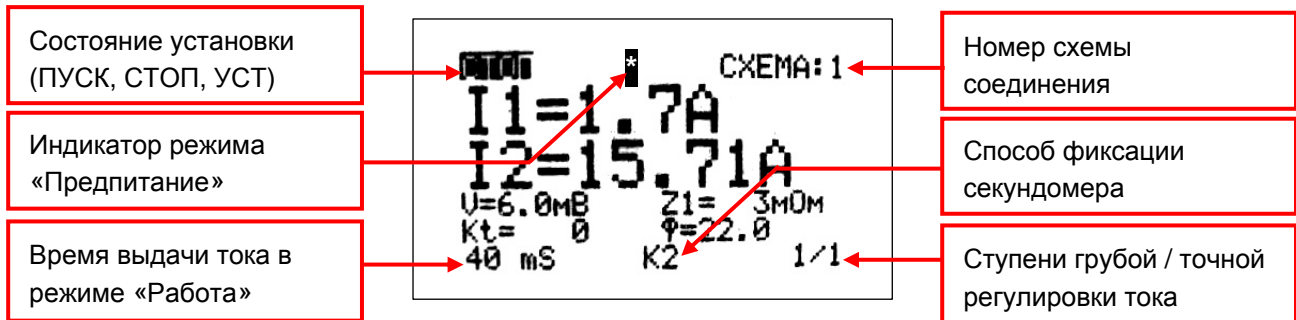 Состояние установки
(ПУСК, СТОП, УСТ)
Индикатор режима
«Предпитание»
Время выдачи тока в
режиме «Работа»
* СХЕМА:1
I1=1.7А
I2=15.71А
U=6.0мВ Z1= 3мОм
Kt= 0 φ=22.0
40 mS K2 1/1
Номер схемы
соединения
Способ фиксации
секундомера
Ступени грубой / точной
регулировки тока